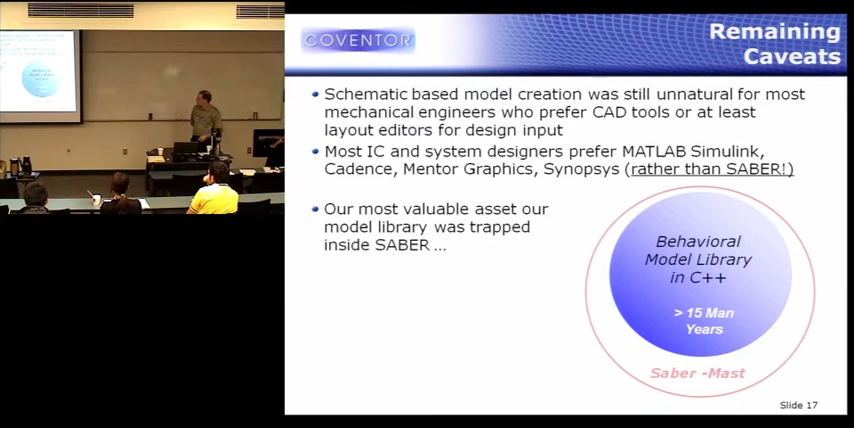 COVENTOR
Remaining
Caveats
Schematic based model creation was still unnatural for most
mechanical engineers who prefer CAD tools or at least
layout editors for design input
Most IC and system designers prefer MATLAB Simulink,
Cadence, Mentor Graphics, Synopsys (rather than SABER!)
Our most valuable asset our
model library was trapped
inside SABER ...
Behavioral
Model Library
in C++
> 15 Man
Years
Saber -Mast
Slide 17